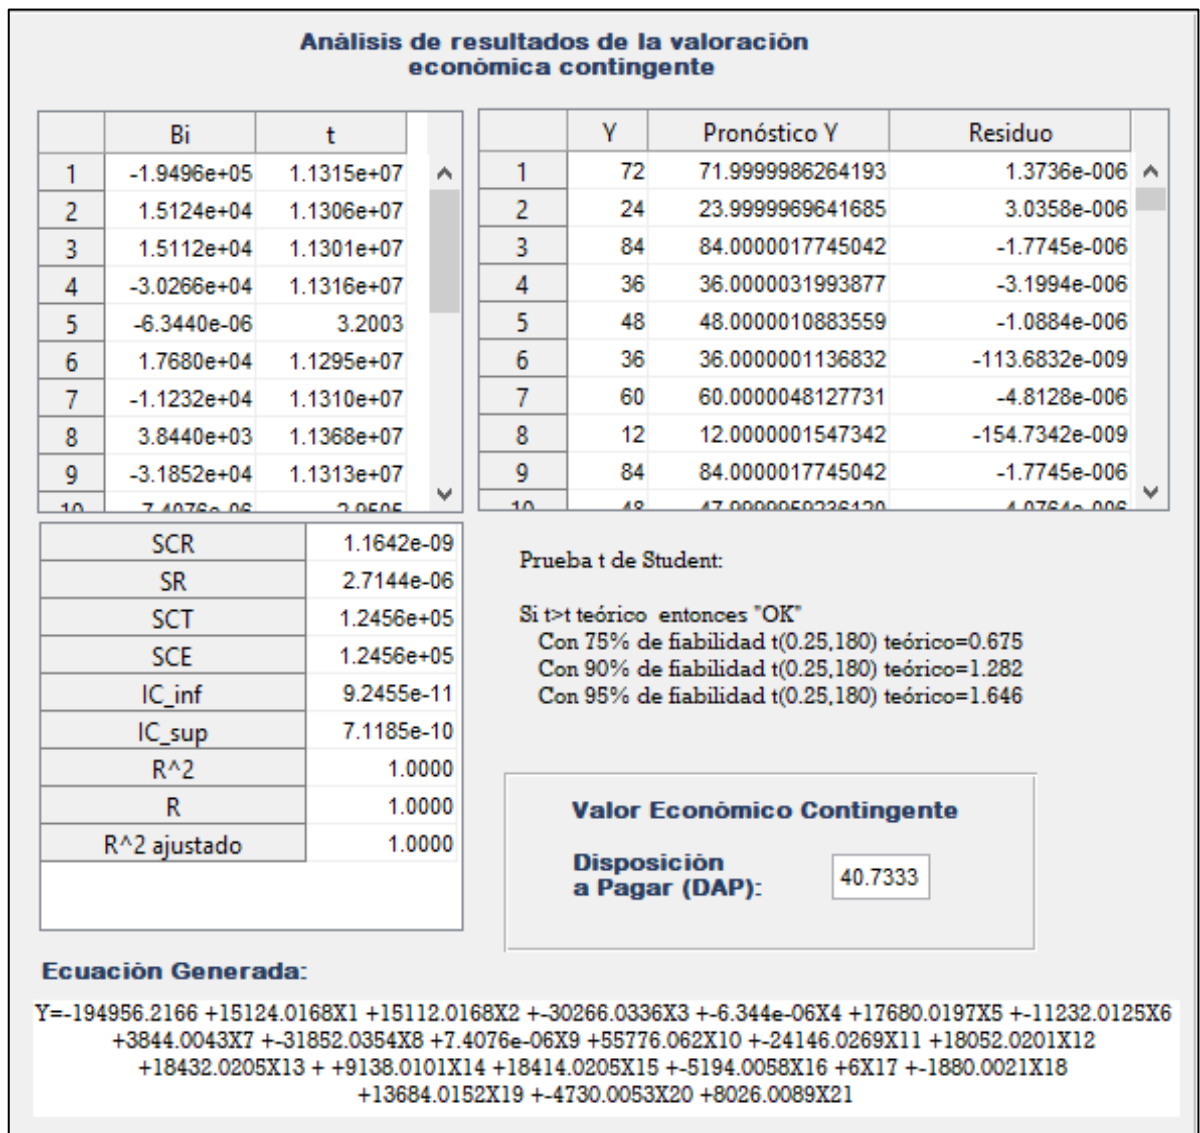 Análisis de resultados de la valoración
económica contingente
Bi t
1 -1.9496e+05 1.1315e+07
2 1.5124e+04 1.1306e+07
3 1.5112e+04 1.1301e+07
4 -3.0266e+04 1.1316e+07
5 -6.3440e-06 3.2003
6 1.7680e+04 1.1295e+07
7 -1.1232e+04 1.1310e+07
8 3.8440e+03 1.1368e+07
9 -3.1852e+04 1.1313e+07
10 7.4076e-06 2.9505
Y Pronóstico Y Residuo
1 72 71.9999986264193 1.3736e-006
2 24 23.9999969641685 3.0358e-006
3 84 84.0000017745042 -1.7745e-006
4 36 36.0000031993877 -3.1994e-006
5 48 48.0000010883559 -1.0884e-006
6 36 36.0000001136832 -113.6832e-009
7 60 60.0000048127731 -4.8128e-006
8 12 12.0000001547342 -154.7342e-009
9 84 84.0000017745042 -1.7745e-006
10 48 47.9999959236120 4.0764e-006
SCR 1.1642e-09
SR 2.7144e-06
SCT 1.2456e+05
SCE 1.2456e+05
IC_inf 9.2455e-11
IC_sup 7.1185e-10
R^2 1.0000
R 1.0000
R^2 ajustado 1.0000
Prueba t de Student:
Si t>t teórico entonces "OK"
Con 75% de fiabilidad t(0.25,180) teórico=0.675
Con 90% de fiabilidad t(0.25,180) teórico=1.282
Con 95% de fiabilidad t(0.25,180) teórico=1.646
Valor Económico Contingente
Disposición
a Pagar (DAP): 40.7333
Ecuación Generada:
Y=-194956.2166 +15124.0168X1 +15112.0168X2 +-30266.0336X3 +-6.344e-06X4 +17680.0197X5 +-11232.0125X6
+3844.0043X7 +-31852.0354X8 +7.4076e-06X9 +55776.062X10 +-24146.0269X11 +18052.0201X12
+18432.0205X13 + +9138.0101X14 +18414.0205X15 +-5194.0058X16 +6X17 +-1880.0021X18
+13684.0152X19 +-4730.0053X20 +8026.0089X21